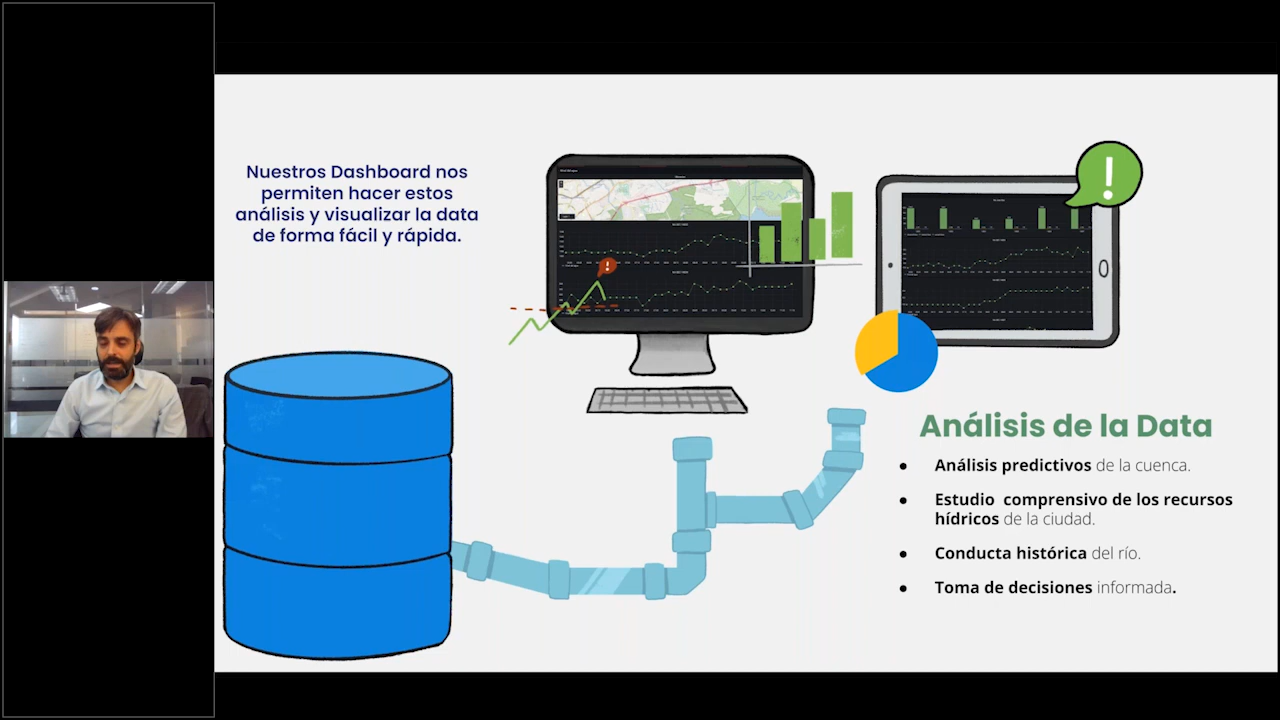 Nuestros Dashboard nos
permiten hacer estos
análisis y visualizar la data
de forma fácil y rápida.
!
!
Análisis de la Data
● Análisis predictivos de la cuenca.
● Estudio comprensivo de los recursos
hídricos de la ciudad.
● Conducta histórica del río.
● Toma de decisiones informada.